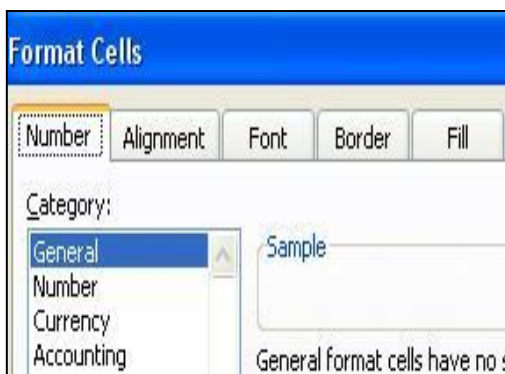 Format Cells
Number Alignment Font Border Fill
Category:
General
Sample
Number
Currency
Accounting
General format cells have no